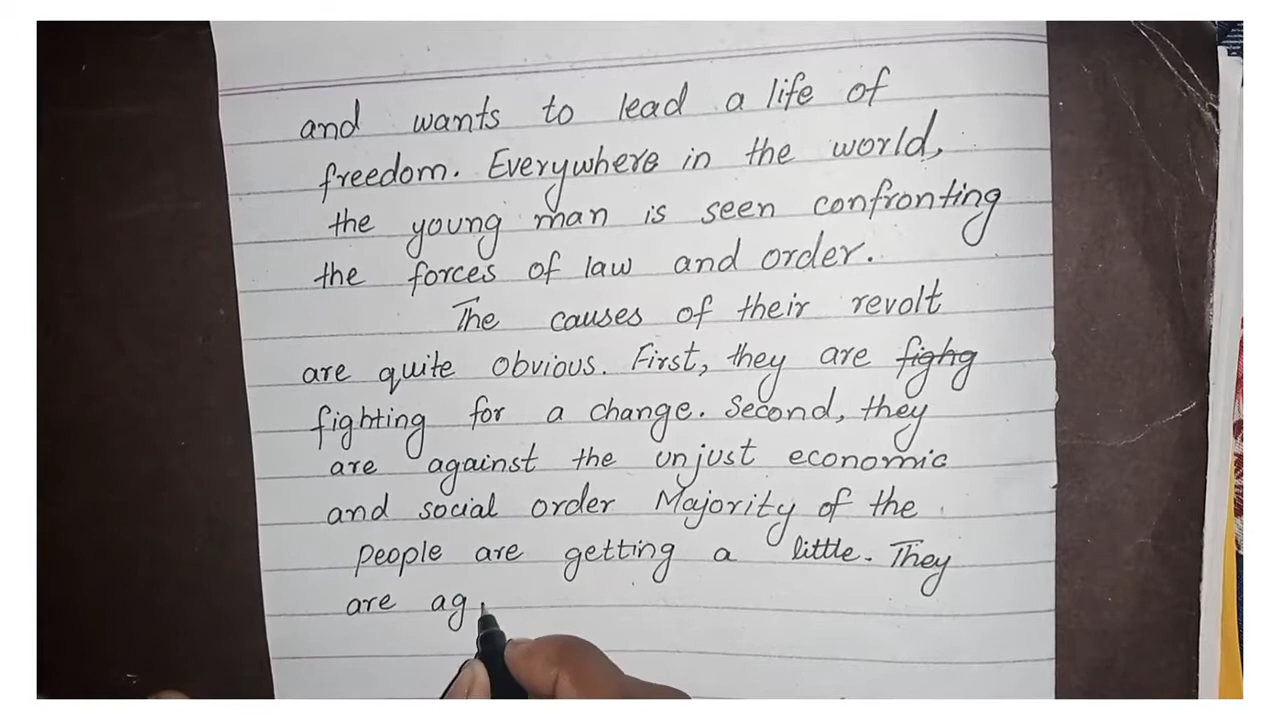 and wants to lead a life of
freedom. Everywhere in the world,
the young man is seen confronting
the forces of law and order.
The causes of their revolt
are quite obvious. First, they are fighg
fighting for a change. Second, they
are against the unjust economic
and social order Majority of the
people are getting a little. They
are ag